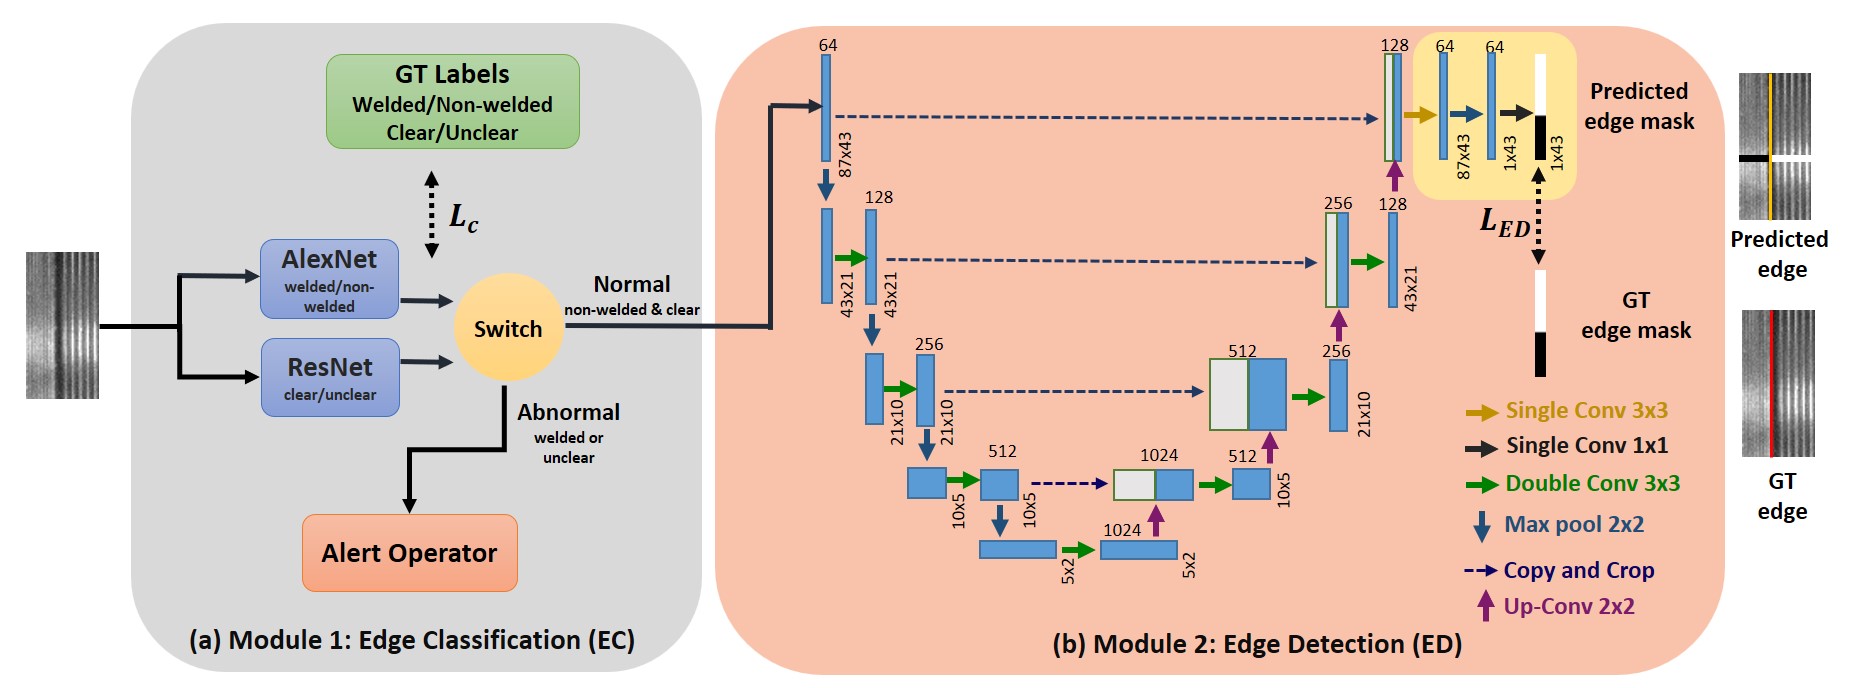 GT Labels
Welded/Non-welded
Clear/Unclear
L_c
AlexNet
welded/non-
welded
ResNet
clear/unclear
Switch
Normal
non-welded & clear
Abnormal
welded or
unclear
Alert Operator
(a) Module 1: Edge Classification (EC)
64
87x43
128
43x21
43x21
256
21x10
21x10
512
10x5
10x5
1024
5x2
5x2
1024
512
10x5
512
256
21x10
256
128
43x21
128
64
64
87x43
1x43
1x43
Predicted
edge mask
L_ED
GT
edge mask
Single Conv 3x3
Single Conv 1x1
Double Conv 3x3
Max pool 2x2
Copy and Crop
Up-Conv 2x2
(b) Module 2: Edge Detection (ED)
Predicted
edge
GT
edge